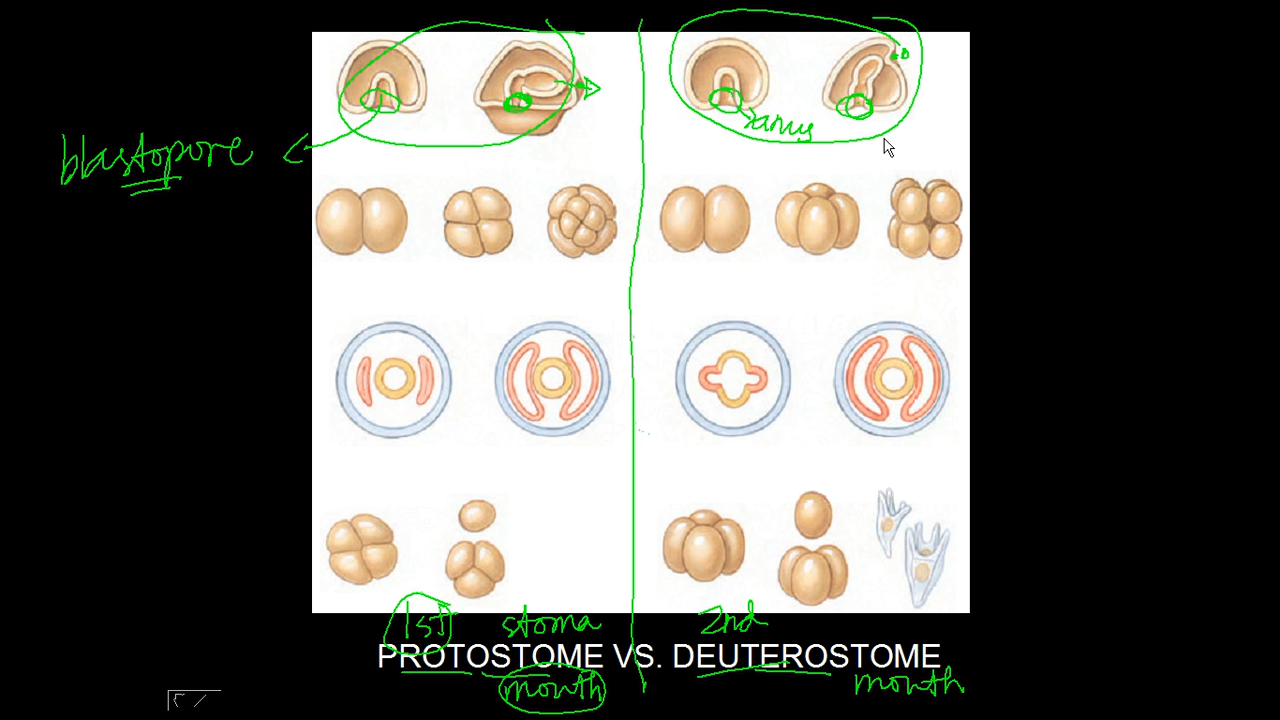 blastopore
anus
1st stoma 2nd
PROTOSTOME VS. DEUTEROSTOME
mouth mouth